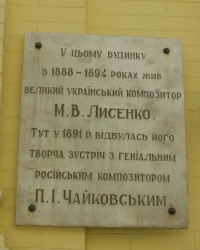 У цьому будинку
в 1888-1894 роках жив
великий український композитор
М.В.Лисенко.
Тут у 1891 р. відбулась його
творча зустріч з геніальним
російським композитором
П.І.Чайковським.